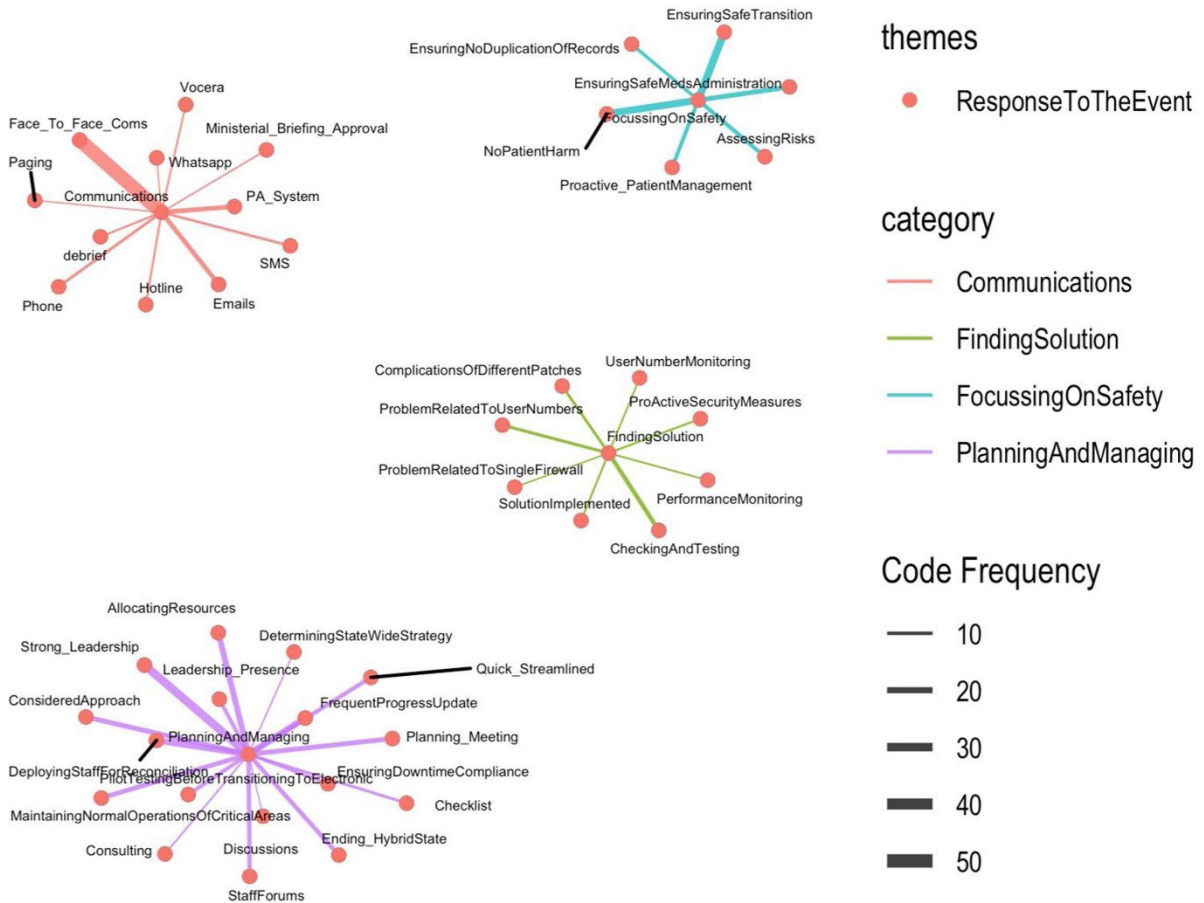 EnsuringSafeTransition
EnsuringNoDuplicationOfRecords
EnsuringSafeMedsAdministration
FocussingOnSafety
NoPatientHarm
AssessingRisks
Proactive_PatientManagement
Vocera
Face_To_Face_Coms
Ministerial_Briefing_Approval
Paging
Whatsapp
Communications
PA_System
debrief
SMS
Phone
Hotline
Emails
ComplicationsOfDifferentPatches
UserNumberMonitoring
ProblemRelatedToUserNumbers
ProActiveSecurityMeasures
FindingSolution
ProblemRelatedToSingleFirewall
SolutionImplemented
PerformanceMonitoring
CheckingAndTesting
AllocatingResources
Strong_Leadership
DeterminingStateWideStrategy
Leadership_Presence
Quick_Streamlined
ConsideredApproach
FrequentProgressUpdate
PlanningAndManaging
Planning_Meeting
DeployingStaffForReconciliation
PilotTestingBeforeTransitioningToElectronic
EnsuringDowntimeCompliance
Checklist
MaintainingNormalOperationsOfCriticalAreas
Ending_HybridState
Consulting
Discussions
StaffForums
themes
ResponseToTheEvent
category
Communications
FindingSolution
FocussingOnSafety
PlanningAndManaging
Code Frequency
10
20
30
40
50